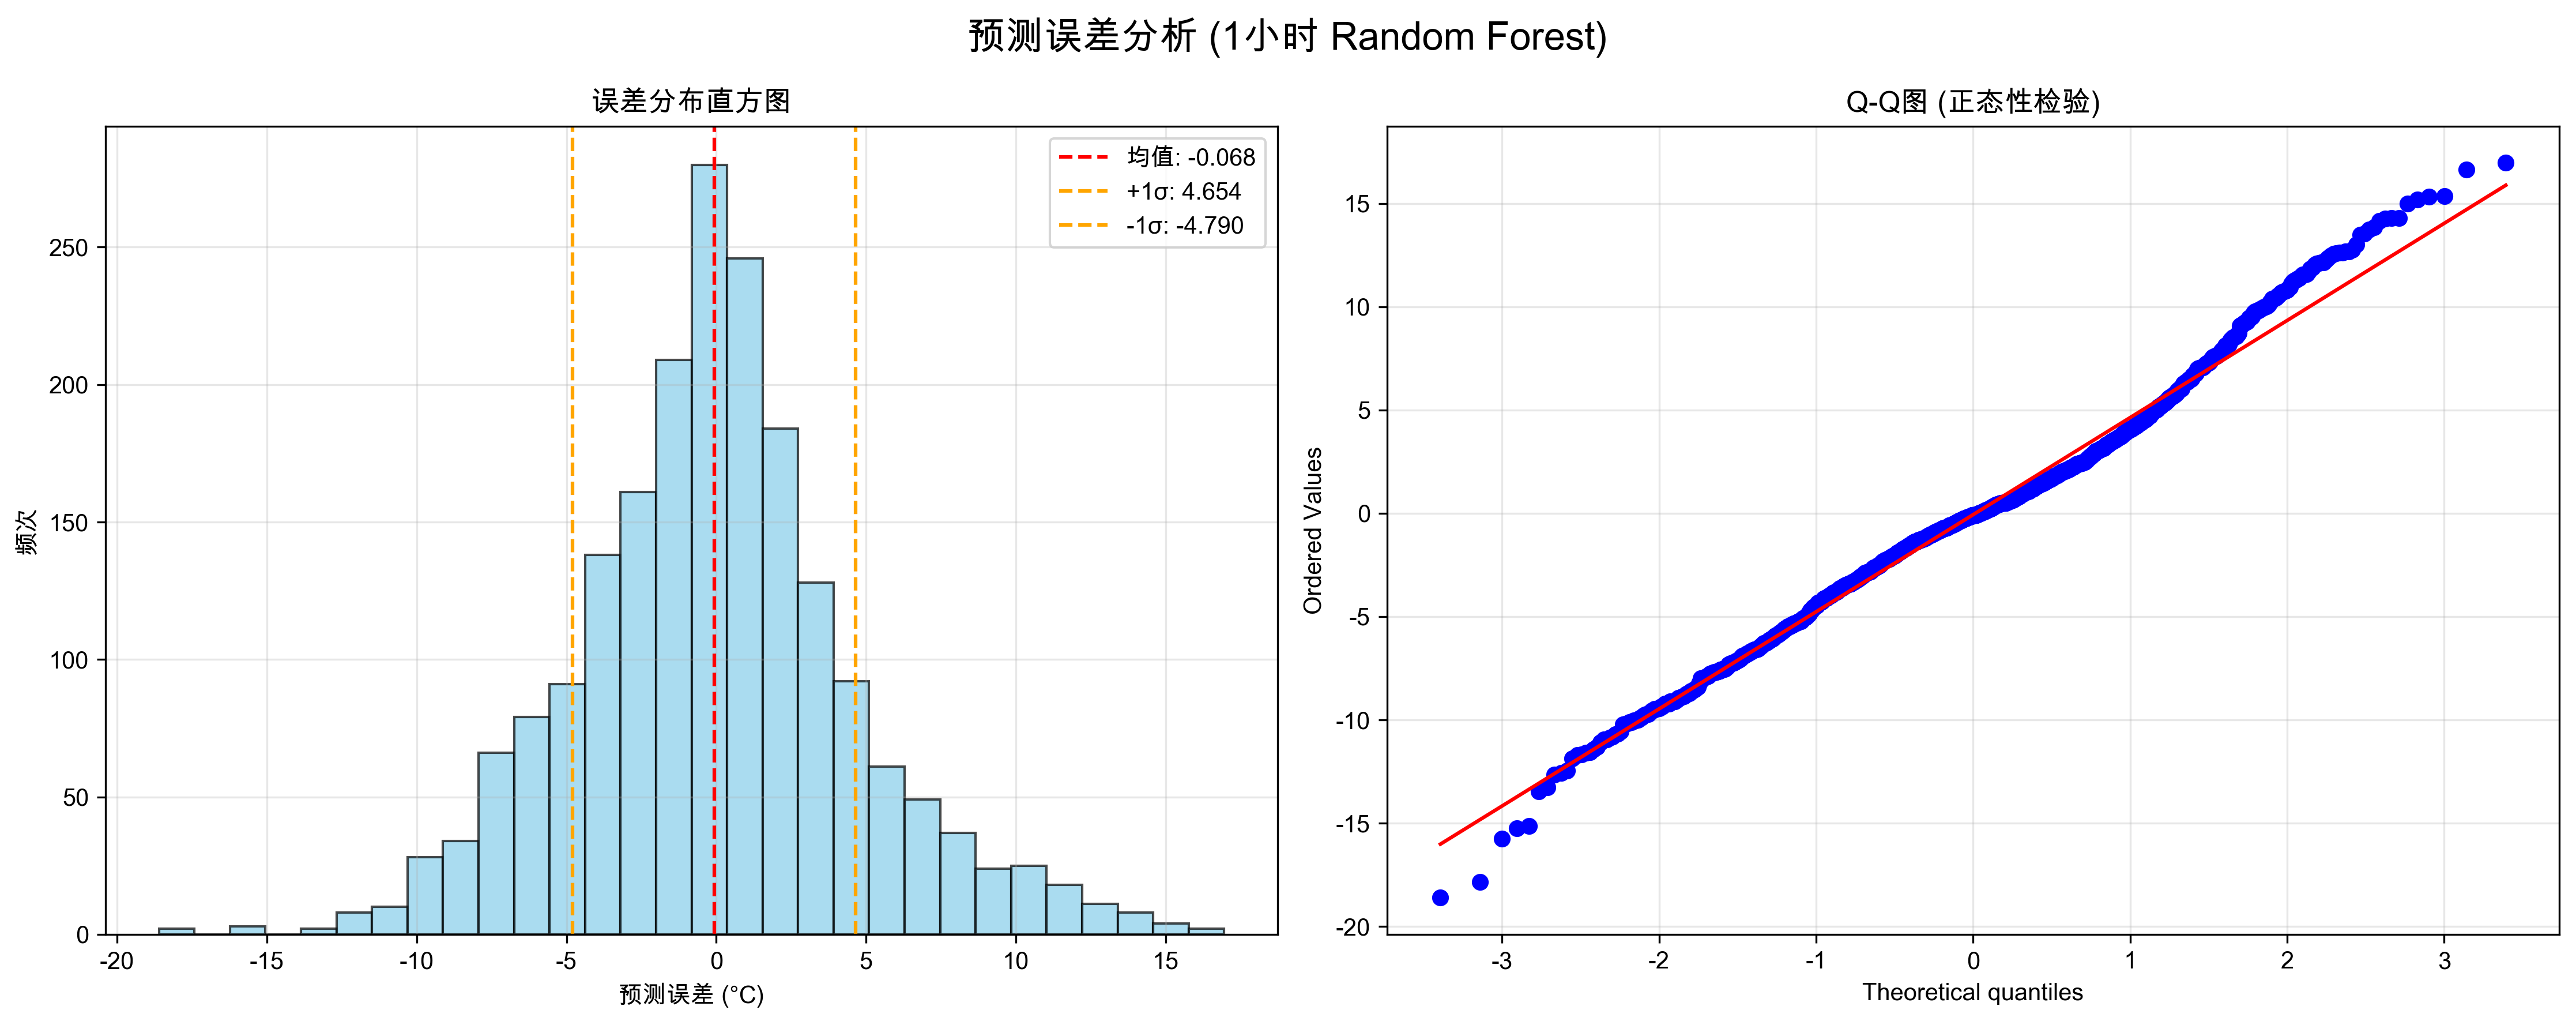 预测误差分析 (1小时 Random Forest)
误差分布直方图
均值: -0.068
+1σ: 4.654
-1σ: -4.790
频次
250
200
150
100
50
0
-20 -15 -10 -5 0 5 10 15
预测误差 (°C)
Q-Q图 (正态性检验)
Ordered Values
15
10
5
0
-5
-10
-15
-20
-3 -2 -1 0 1 2 3
Theoretical quantiles